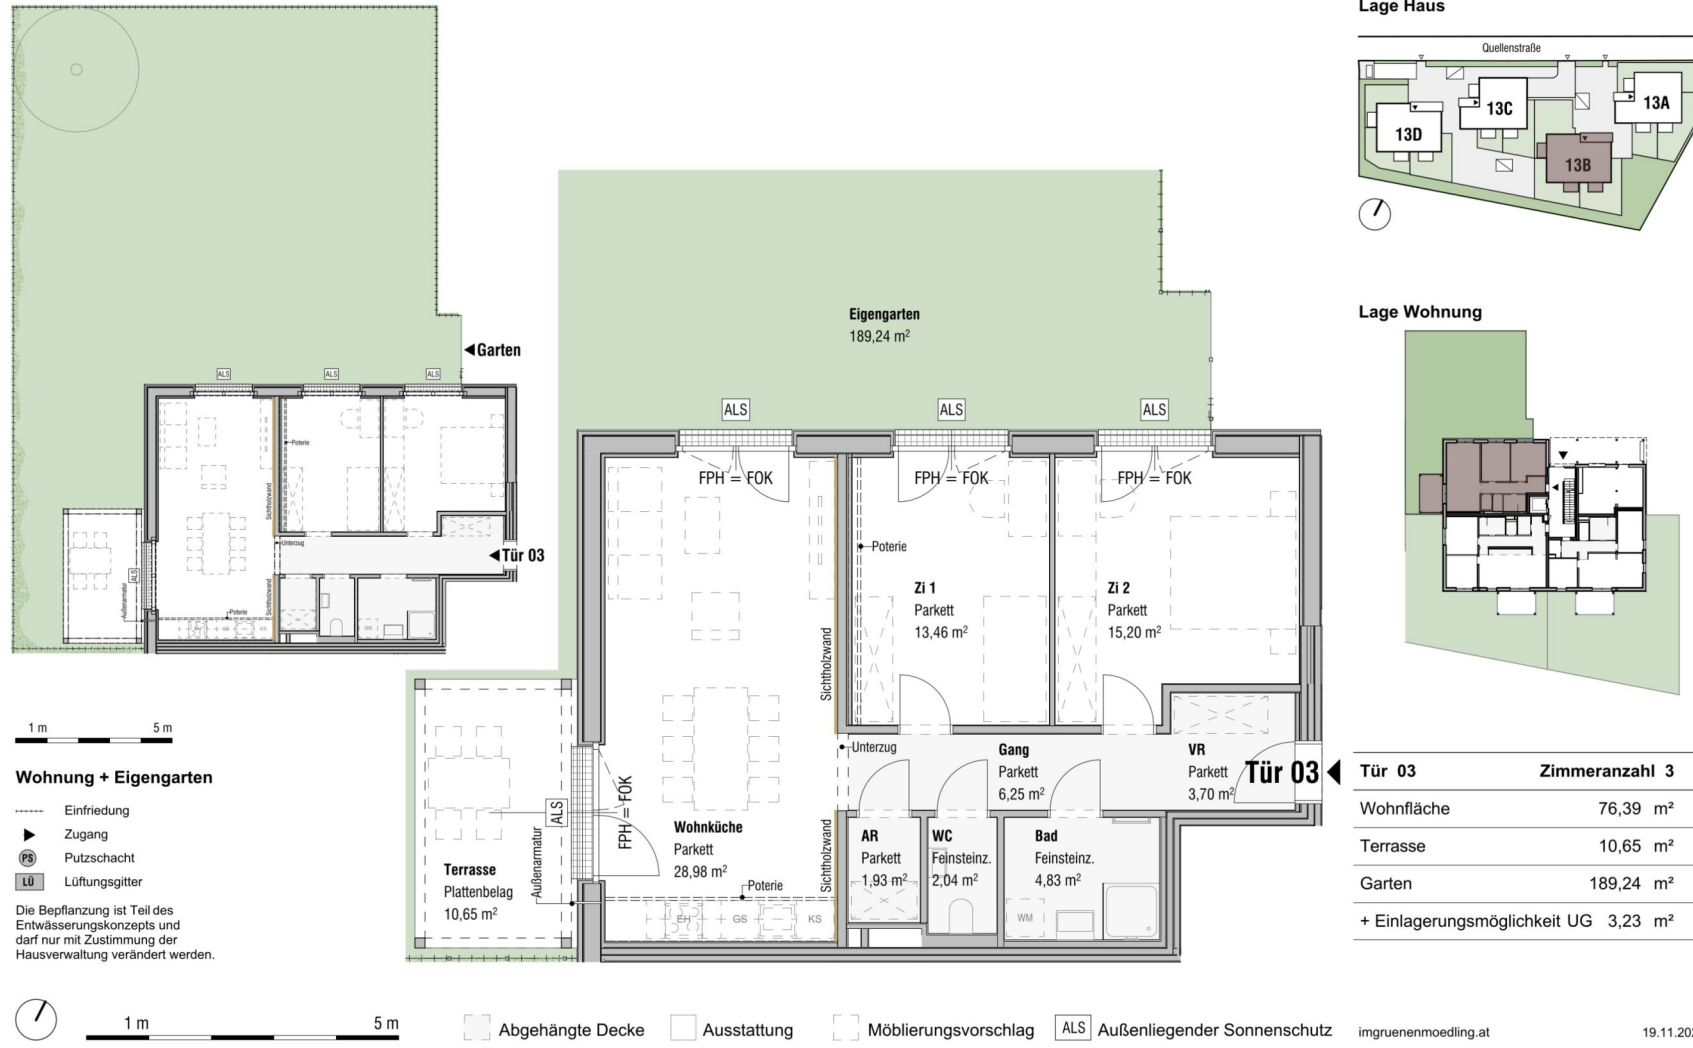 Lage Haus
Quellenstraße
13D
13C
13B
13A
Lage Wohnung
Garten
ALS
ALS
ALS
Poterie
Sichtholzwand
Unterzug
Tür 03
ALS
Außenarmatur
Sichtholzwand
Poterie
WM
KS
1 m 5 m
Wohnung + Eigengarten
Einfriedung
Zugang
PS Putzschacht
LÜ Lüftungsgitter
Die Bepflanzung ist Teil des
Entwässerungskonzepts und
darf nur mit Zustimmung der
Hausverwaltung verändert werden.
Eigengarten
189,24 m²
ALS
ALS
ALS
FPH = FOK
FPH = FOK
FPH = FOK
Poterie
Zi 1
Parkett
13,46 m²
Zi 2
Parkett
15,20 m²
Sichtholzwand
Unterzug
Gang
Parkett
6,25 m²
VR
Parkett
3,70 m²
Tür 03
ALS
FPH = FOK
Außenarmatur
Terrasse
Plattenbelag
10,65 m²
Wohnküche
Parkett
28,98 m²
Poterie
Sichtholzwand
EH
GS
KS
AR
Parkett
1,93 m²
WC
Feinsteinz.
2,04 m²
Bad
Feinsteinz.
4,83 m²
WM
Tür 03 Zimmeranzahl 3
Wohnfläche 76,39 m²
Terrasse 10,65 m²
Garten 189,24 m²
+ Einlagerungsmöglichkeit UG 3,23 m²
1 m 5 m
Abgehängte Decke
Ausstattung
Möblierungsvorschlag
ALS Außenliegender Sonnenschutz
imgruenenmoedling.at
19.11.202